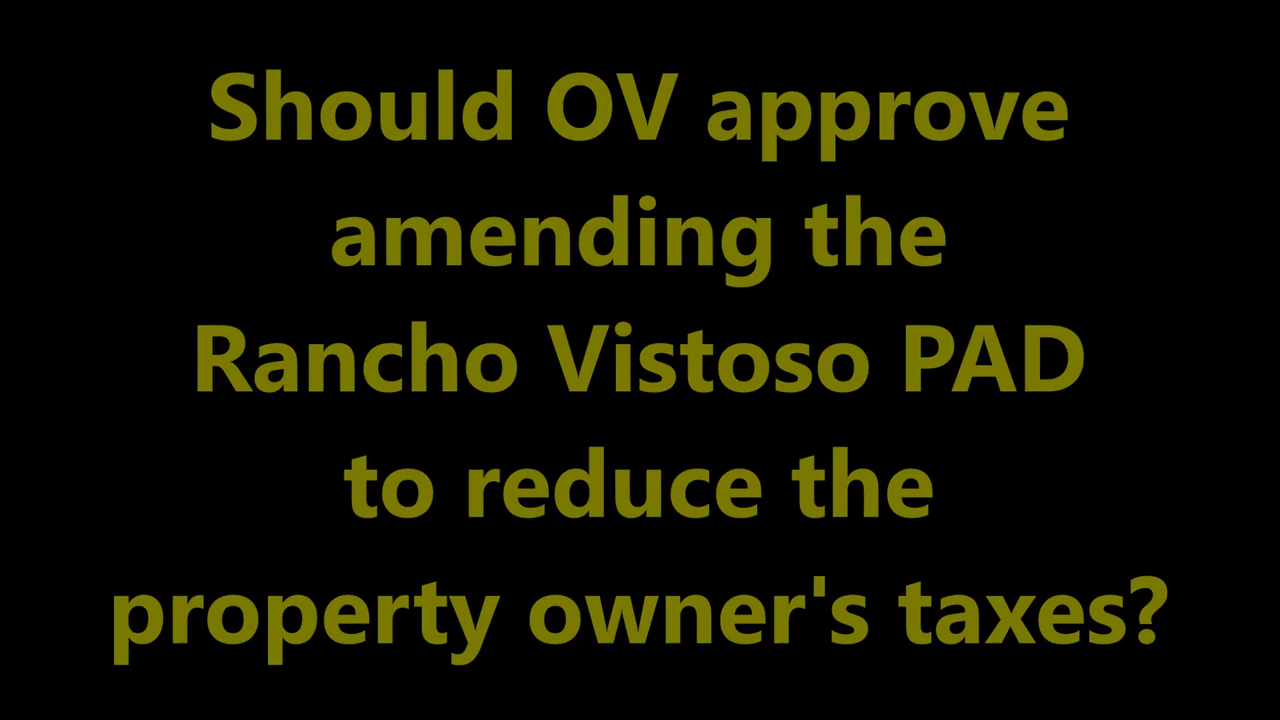 Should OV approve
amending the
Rancho Vistoso PAD
to reduce the
property owner's taxes?